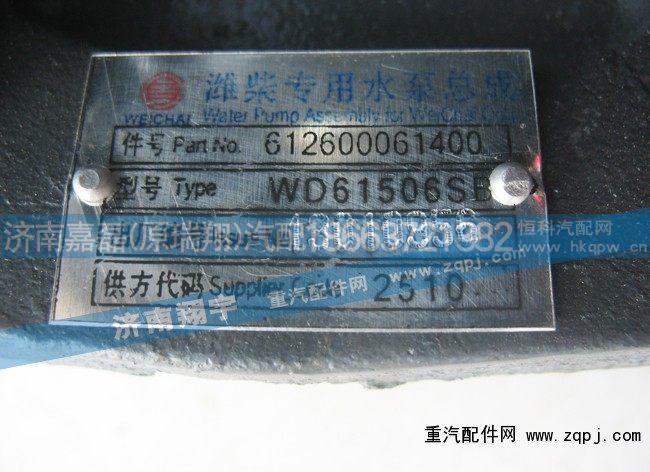 潍柴专用水泵总成
WEICHAI Water Pump Assembly for WeiChai Only
件号 Part No. 612600061400
型号 Type WD61506SB
济南嘉磊(原瑞翔)汽配
恒科汽配网
www.hkqpw.cn
www.zqpj.com
供方代码 Supplier 2510
济南翔宇 重汽配件网
重汽配件网 www.zqpj.com